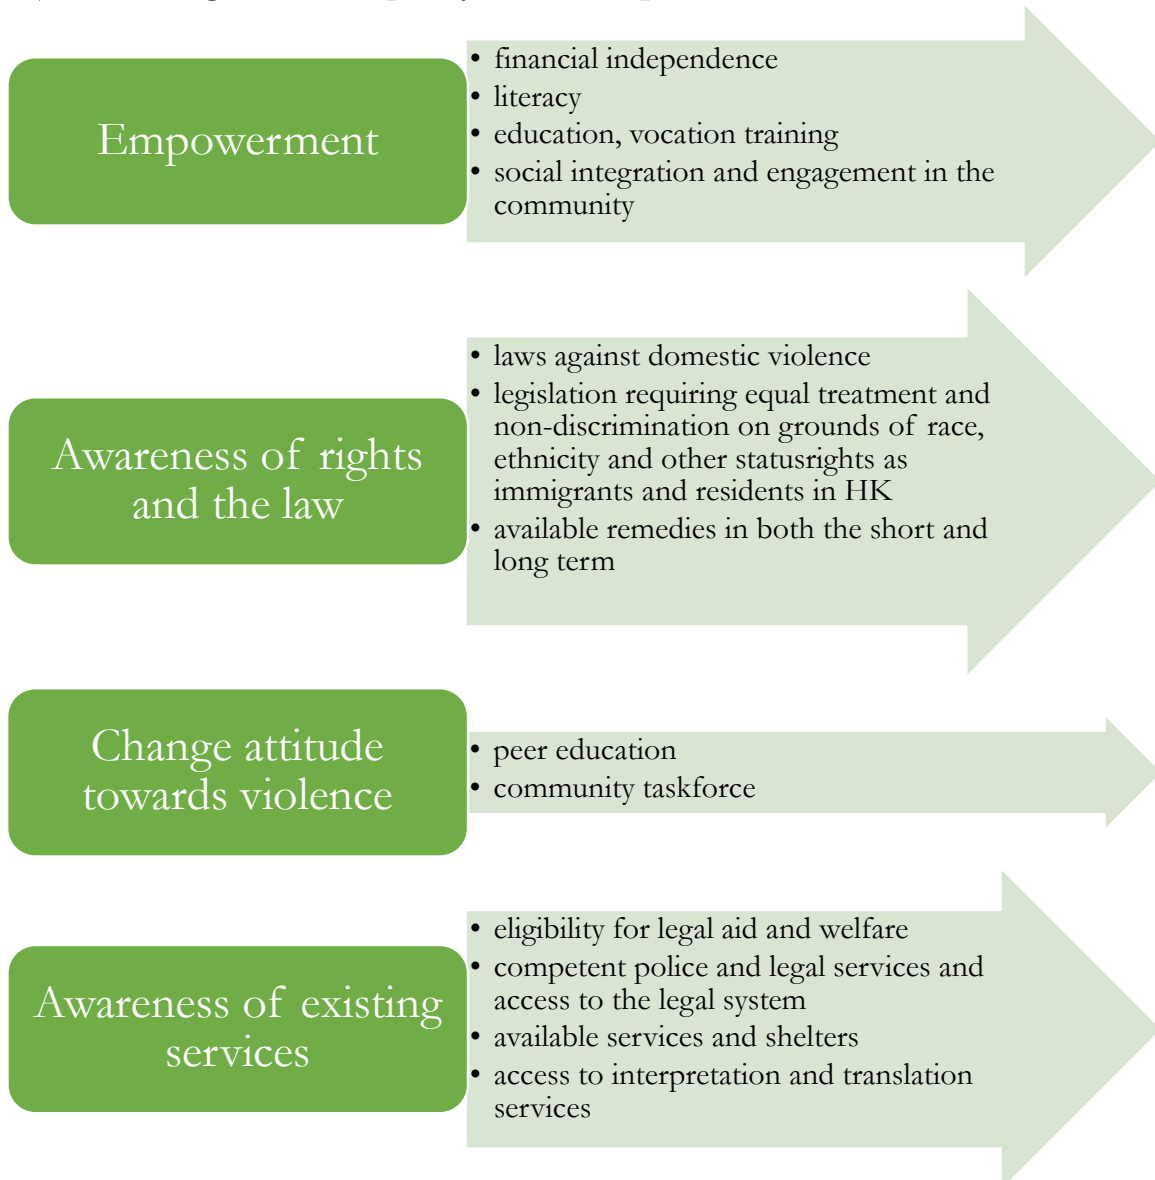 Empowerment
• financial independence
• literacy
• education, vocation training
• social integration and engagement in the
community
Awareness of rights
and the law
• laws against domestic violence
• legislation requiring equal treatment and
non-discrimination on grounds of race,
ethnicity and other statusrights as
immigrants and residents in HK
• available remedies in both the short and
long term
Change attitude
towards violence
• peer education
• community taskforce
Awareness of existing
services
• eligibility for legal aid and welfare
• competent police and legal services and
access to the legal system
• available services and shelters
• access to interpretation and translation
services